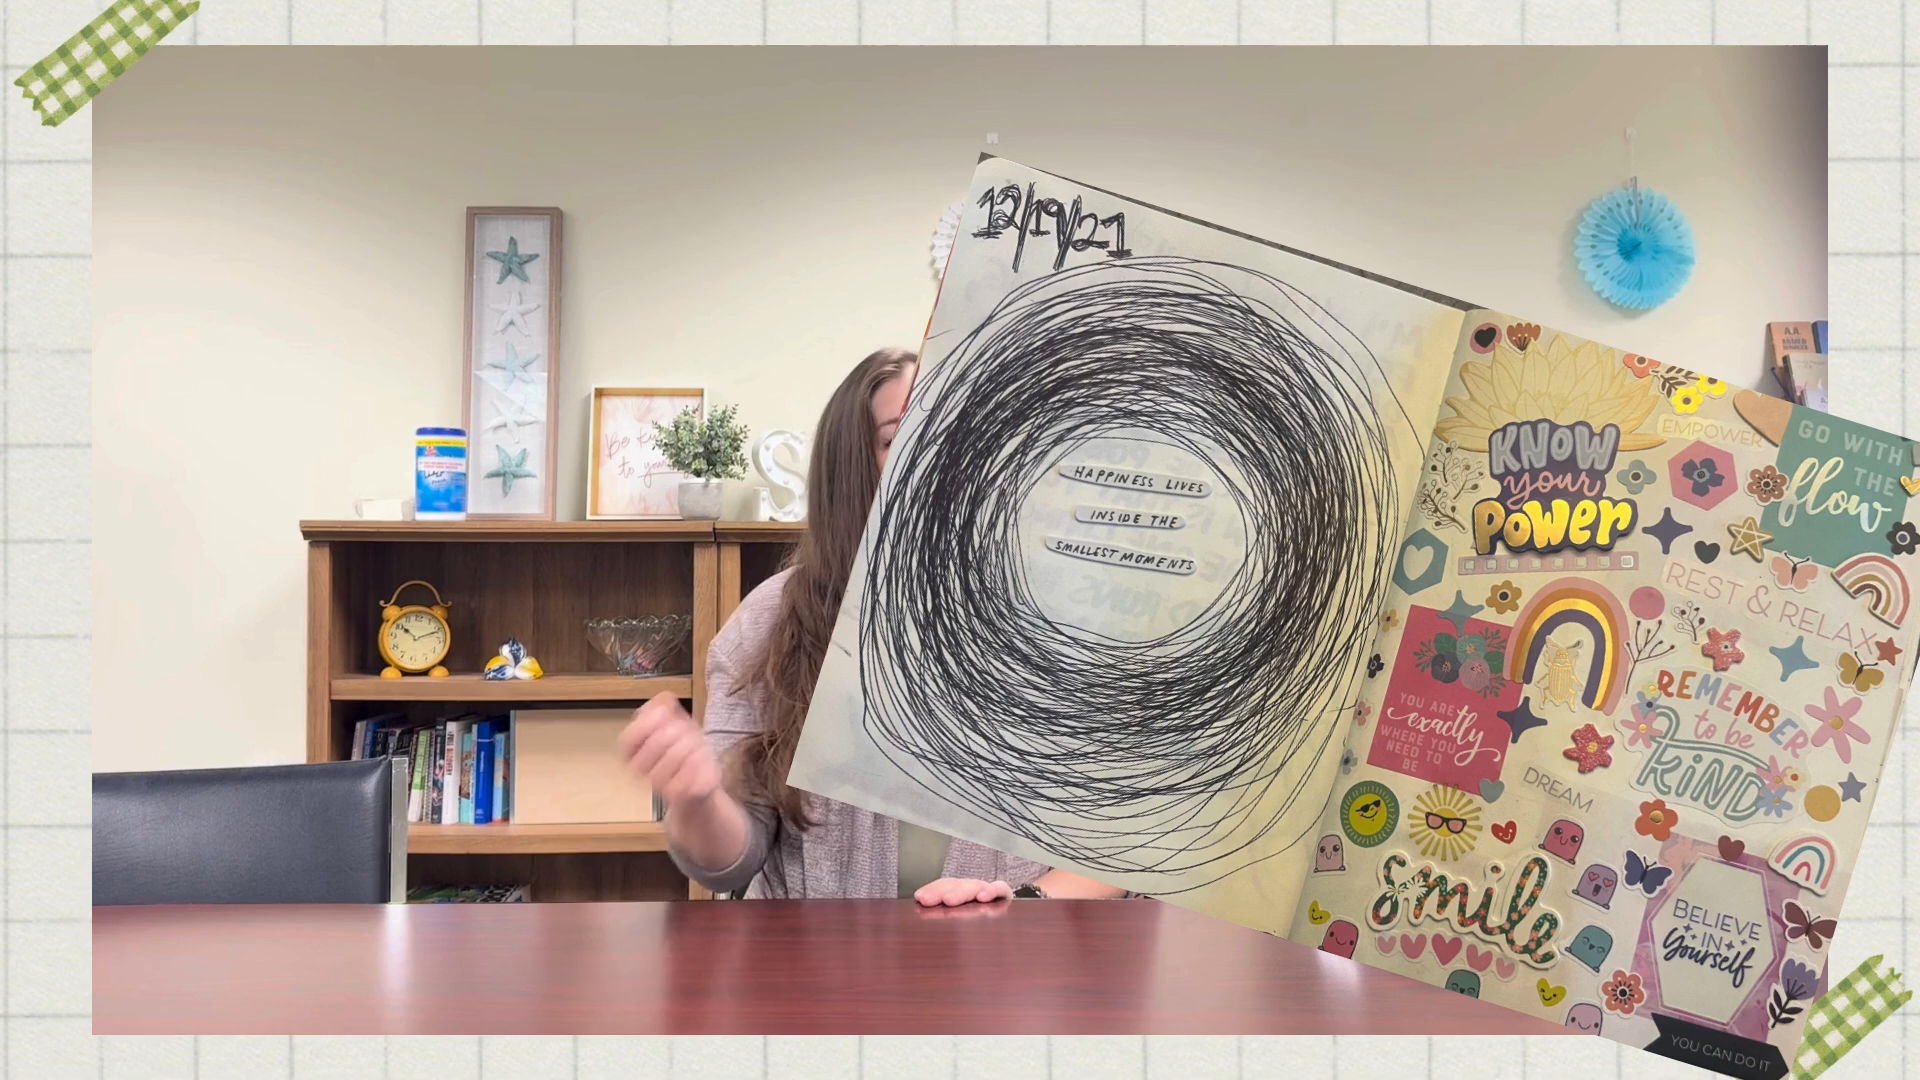 12/19/21
HAPPINESS LIVES
INSIDE THE
SMALLEST MOMENTS
KNOW
your
POWER
EMPOWER
GO WITH
THE
flow
REST & RELAX
YOU ARE
exactly
WHERE YOU
NEED TO
BE
REMEMBER
to be
KIND
DREAM
Smile
BELIEVE
IN
Yourself
YOU CAN DO IT
Be
to
S
A.A.